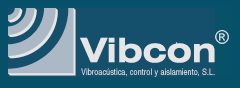 Vibcon®
Vibroacústica, control y aislamiento, S.L.